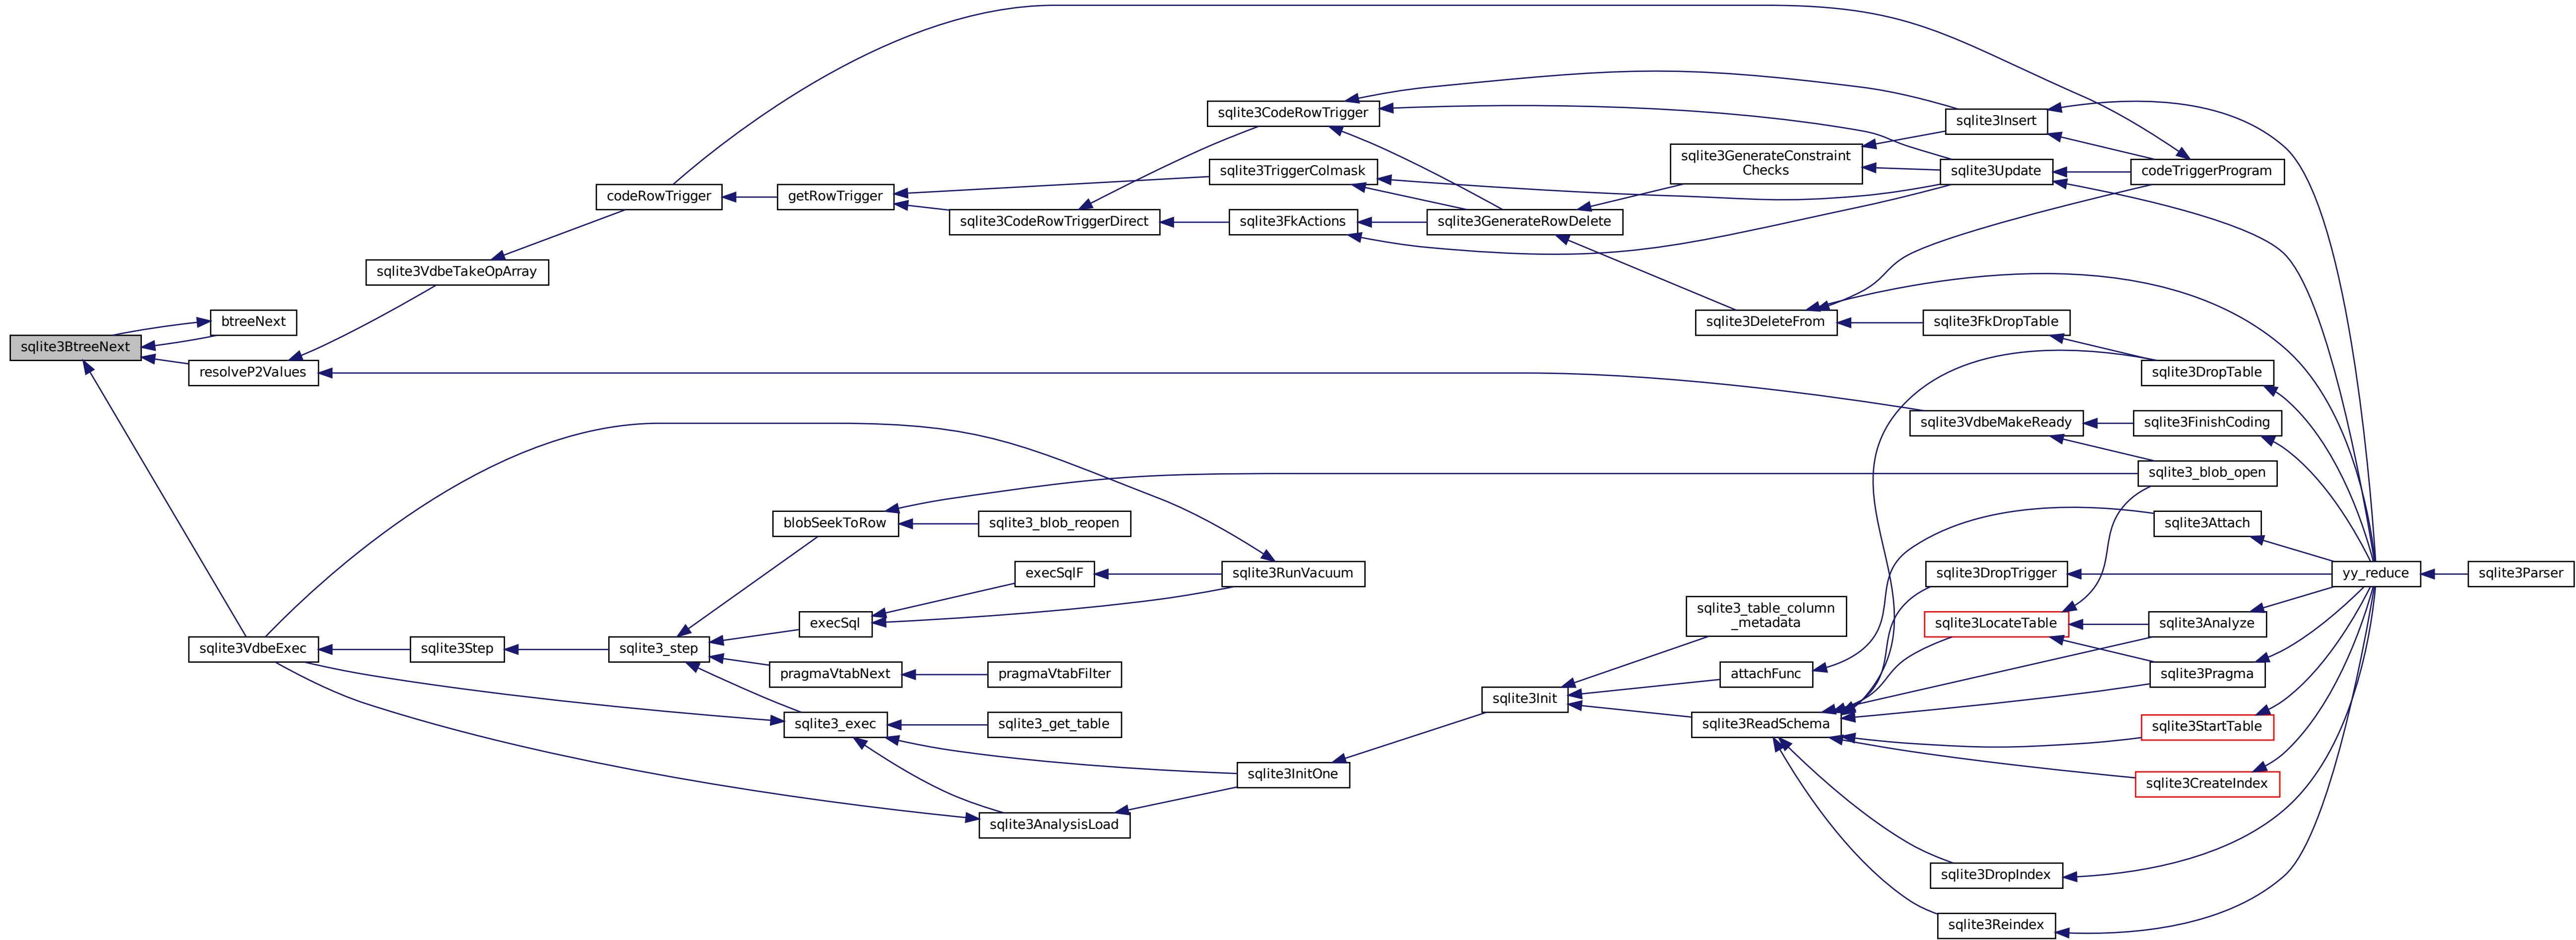 sqlite3BtreeNext
btreeNext
resolveP2Values
sqlite3VdbeTakeOpArray
codeRowTrigger
getRowTrigger
sqlite3CodeRowTrigger
sqlite3TriggerColmask
sqlite3CodeRowTriggerDirect
sqlite3FkActions
sqlite3GenerateRowDelete
sqlite3GenerateConstraint
Checks
sqlite3Insert
sqlite3Update
codeTriggerProgram
sqlite3DeleteFrom
sqlite3FkDropTable
sqlite3DropTable
sqlite3VdbeMakeReady
sqlite3FinishCoding
sqlite3_blob_open
sqlite3VdbeExec
sqlite3Step
sqlite3_step
blobSeekToRow
sqlite3_blob_reopen
execSqlF
execSql
sqlite3RunVacuum
pragmaVtabNext
pragmaVtabFilter
sqlite3_exec
sqlite3_get_table
sqlite3AnalysisLoad
sqlite3InitOne
sqlite3Init
sqlite3_table_column
_metadata
attachFunc
sqlite3ReadSchema
sqlite3Attach
sqlite3DropTrigger
sqlite3LocateTable
sqlite3Analyze
sqlite3Pragma
sqlite3StartTable
sqlite3CreateIndex
sqlite3DropIndex
sqlite3Reindex
yy_reduce
sqlite3Parser